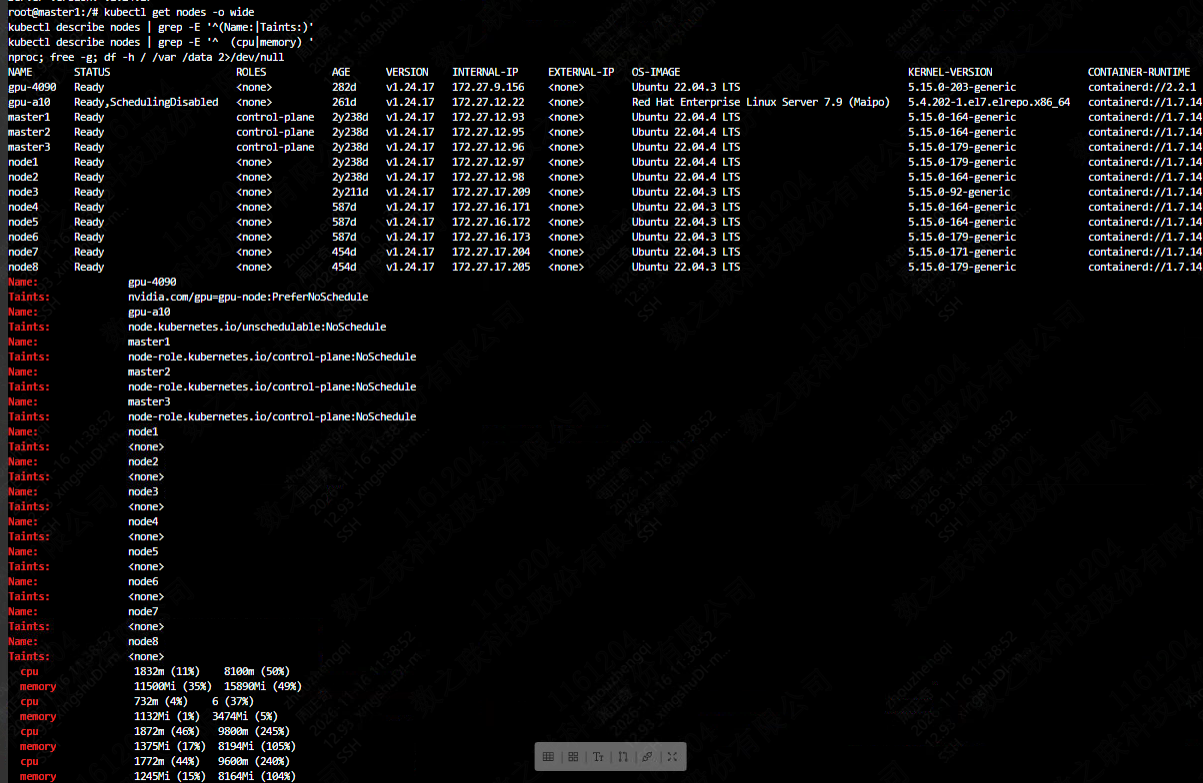 root@master1:/# kubectl get nodes -o wide
kubectl describe nodes | grep -E '^(Name:|Taints:)'
kubectl describe nodes | grep -E '^  (cpu|memory) '
nproc; free -g; df -h / /var /data 2>/dev/null
NAME STATUS ROLES AGE VERSION INTERNAL-IP EXTERNAL-IP OS-IMAGE KERNEL-VERSION CONTAINER-RUNTIME
gpu-4090 Ready <none> 282d v1.24.17 172.27.9.156 <none> Ubuntu 22.04.3 LTS 5.15.0-203-generic containerd://2.2.1
gpu-a10 Ready,SchedulingDisabled <none> 261d v1.24.17 172.27.12.22 <none> Red Hat Enterprise Linux Server 7.9 (Maipo) 5.4.202-1.el7.elrepo.x86_64 containerd://1.7.14
master1 Ready control-plane 2y238d v1.24.17 172.27.12.93 <none> Ubuntu 22.04.4 LTS 5.15.0-164-generic containerd://1.7.14
master2 Ready control-plane 2y238d v1.24.17 172.27.12.95 <none> Ubuntu 22.04.4 LTS 5.15.0-164-generic containerd://1.7.14
master3 Ready control-plane 2y238d v1.24.17 172.27.12.96 <none> Ubuntu 22.04.4 LTS 5.15.0-179-generic containerd://1.7.14
node1 Ready <none> 2y238d v1.24.17 172.27.12.97 <none> Ubuntu 22.04.4 LTS 5.15.0-179-generic containerd://1.7.14
node2 Ready <none> 2y238d v1.24.17 172.27.12.98 <none> Ubuntu 22.04.4 LTS 5.15.0-164-generic containerd://1.7.14
node3 Ready <none> 2y211d v1.24.17 172.27.17.209 <none> Ubuntu 22.04.3 LTS 5.15.0-92-generic containerd://1.7.14
node4 Ready <none> 587d v1.24.17 172.27.16.171 <none> Ubuntu 22.04.3 LTS 5.15.0-164-generic containerd://1.7.14
node5 Ready <none> 587d v1.24.17 172.27.16.172 <none> Ubuntu 22.04.3 LTS 5.15.0-164-generic containerd://1.7.14
node6 Ready <none> 587d v1.24.17 172.27.16.173 <none> Ubuntu 22.04.3 LTS 5.15.0-179-generic containerd://1.7.14
node7 Ready <none> 454d v1.24.17 172.27.17.204 <none> Ubuntu 22.04.3 LTS 5.15.0-171-generic containerd://1.7.14
node8 Ready <none> 454d v1.24.17 172.27.17.205 <none> Ubuntu 22.04.3 LTS 5.15.0-179-generic containerd://1.7.14
Name: gpu-4090
Taints: nvidia.com/gpu=gpu-node:PreferNoSchedule
Name: gpu-a10
Taints: node.kubernetes.io/unschedulable:NoSchedule
Name: master1
Taints: node-role.kubernetes.io/control-plane:NoSchedule
Name: master2
Taints: node-role.kubernetes.io/control-plane:NoSchedule
Name: master3
Taints: node-role.kubernetes.io/control-plane:NoSchedule
Name: node1
Taints: <none>
Name: node2
Taints: <none>
Name: node3
Taints: <none>
Name: node4
Taints: <none>
Name: node5
Taints: <none>
Name: node6
Taints: <none>
Name: node7
Taints: <none>
Name: node8
Taints: <none>
cpu 1832m (11%) 8100m (50%)
memory 11500Mi (35%) 15890Mi (49%)
cpu 732m (4%) 6 (37%)
memory 1132Mi (1%) 3474Mi (5%)
cpu 1872m (46%) 9800m (245%)
memory 1375Mi (17%) 8194Mi (105%)
cpu 1772m (44%) 9600m (240%)
memory 1245Mi (15%) 8164Mi (104%)